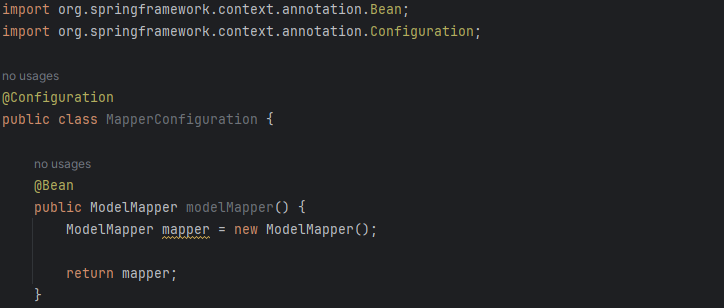 import org.springframework.context.annotation.Bean;
import org.springframework.context.annotation.Configuration;
no usages
@Configuration
public class MapperConfiguration {
no usages
@Bean
public ModelMapper modelMapper() {
ModelMapper mapper = new ModelMapper();
return mapper;
}